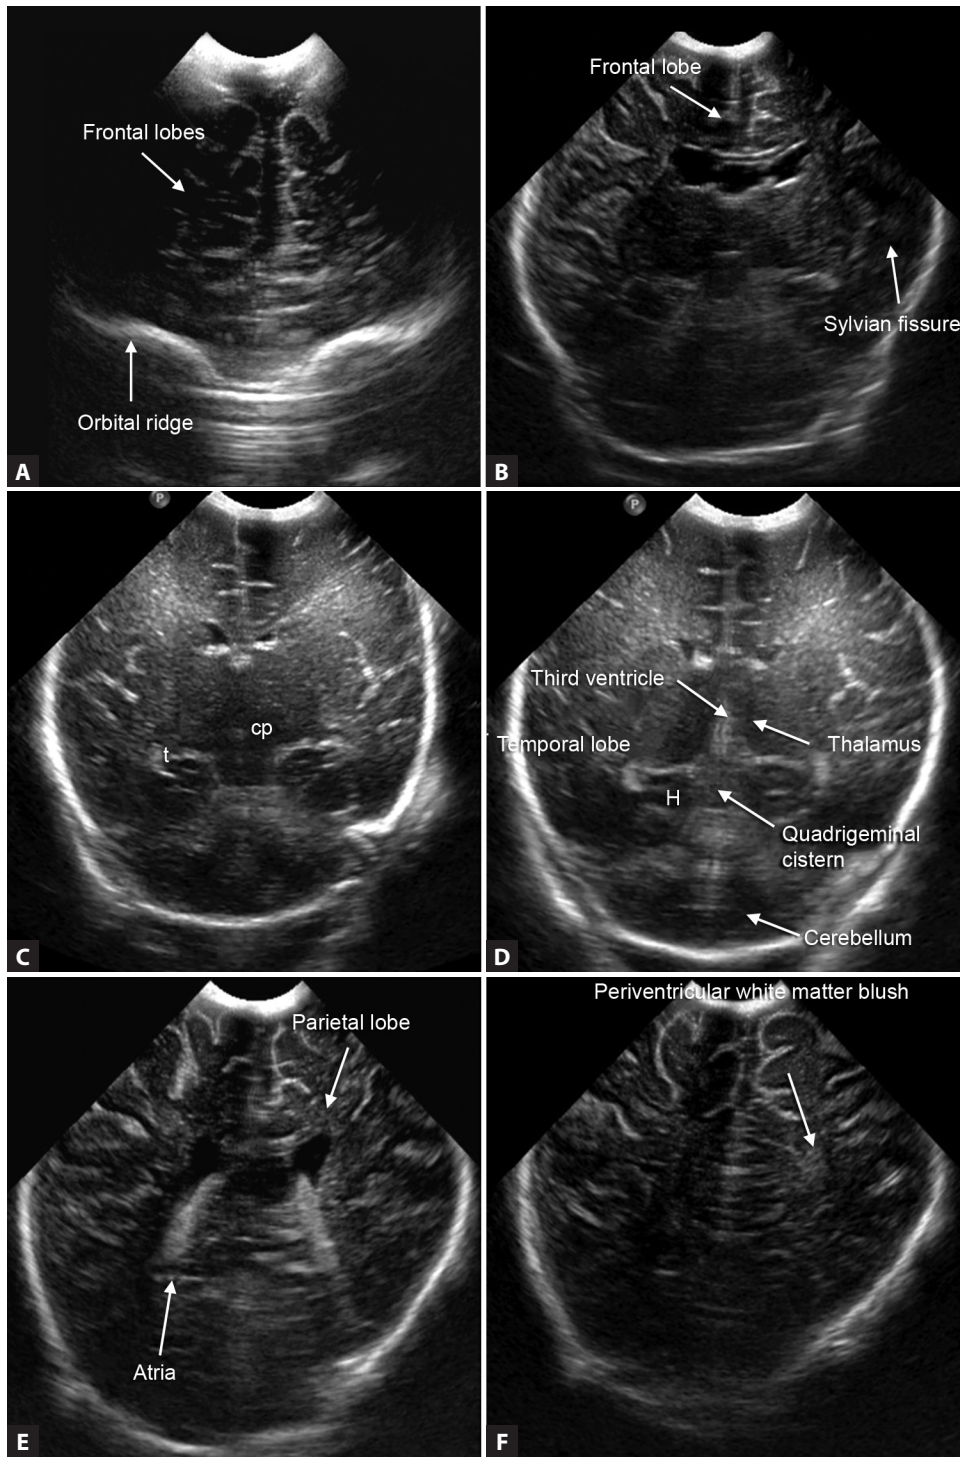 Frontal lobes
Orbital ridge
A
Frontal lobe
Sylvian fissure
B
P
cp
t
C
P
Third ventricle
Temporal lobe
Thalamus
H
Quadrigeminal
cistern
Cerebellum
D
Parietal lobe
Atria
E
Periventricular white matter blush
F